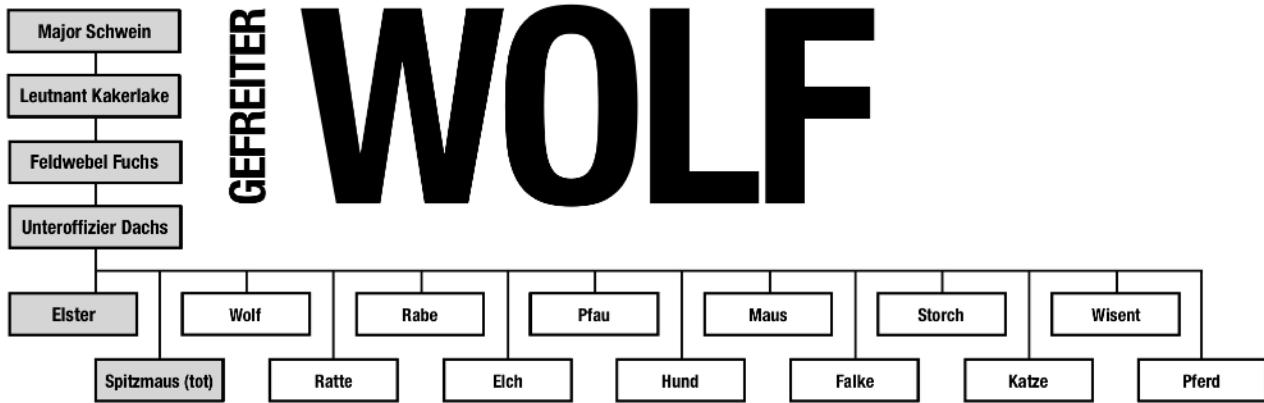 Major Schwein
Leutnant Kakerlake
Feldwebel Fuchs
Unteroffizier Dachs
GEFREITER
WOLF
Elster
Wolf
Rabe
Pfau
Maus
Storch
Wisent
Spitzmaus (tot)
Ratte
Elch
Hund
Falke
Katze
Pferd